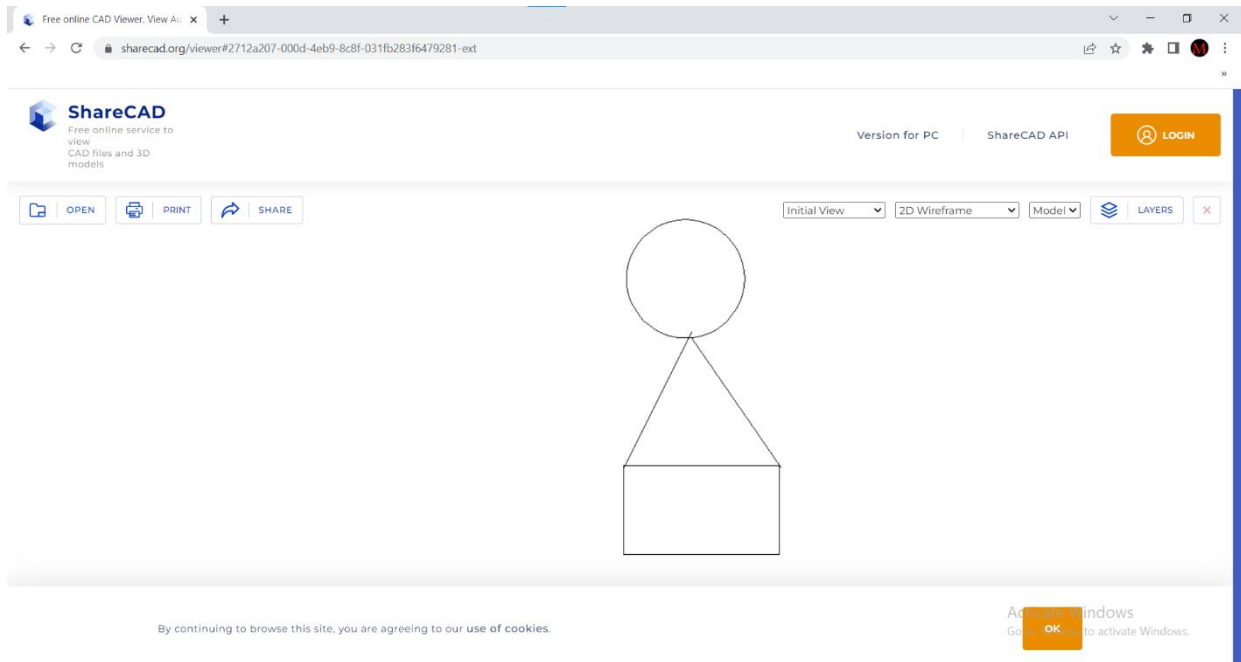 Free online CAD Viewer. View Au
sharecad.org/viewer#2712a207-000d-4eb9-8c8f-031fb283f6479281-ext
M
»
ShareCAD
Free online service to
view
CAD files and 3D
models
Version for PC
ShareCAD API
LOGIN
OPEN
PRINT
SHARE
Initial View
2D Wireframe
Model
LAYERS
By continuing to browse this site, you are agreeing to our use of cookies.
OK
Windows
to activate Windows.